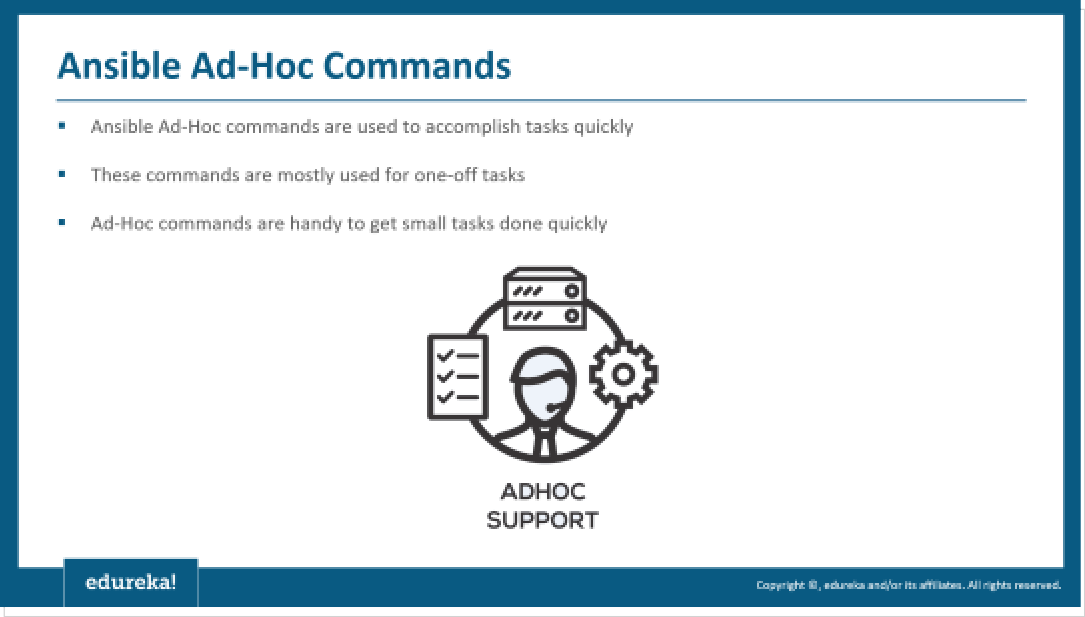 Ansible Ad-Hoc Commands
Ansible Ad-Hoc commands are used to accomplish tasks quickly
These commands are mostly used for one-off tasks
Ad-Hoc commands are handy to get small tasks done quickly
ADHOC
SUPPORT
edureka!
Copyright ©, edureka and/or its affiliates. All rights reserved.